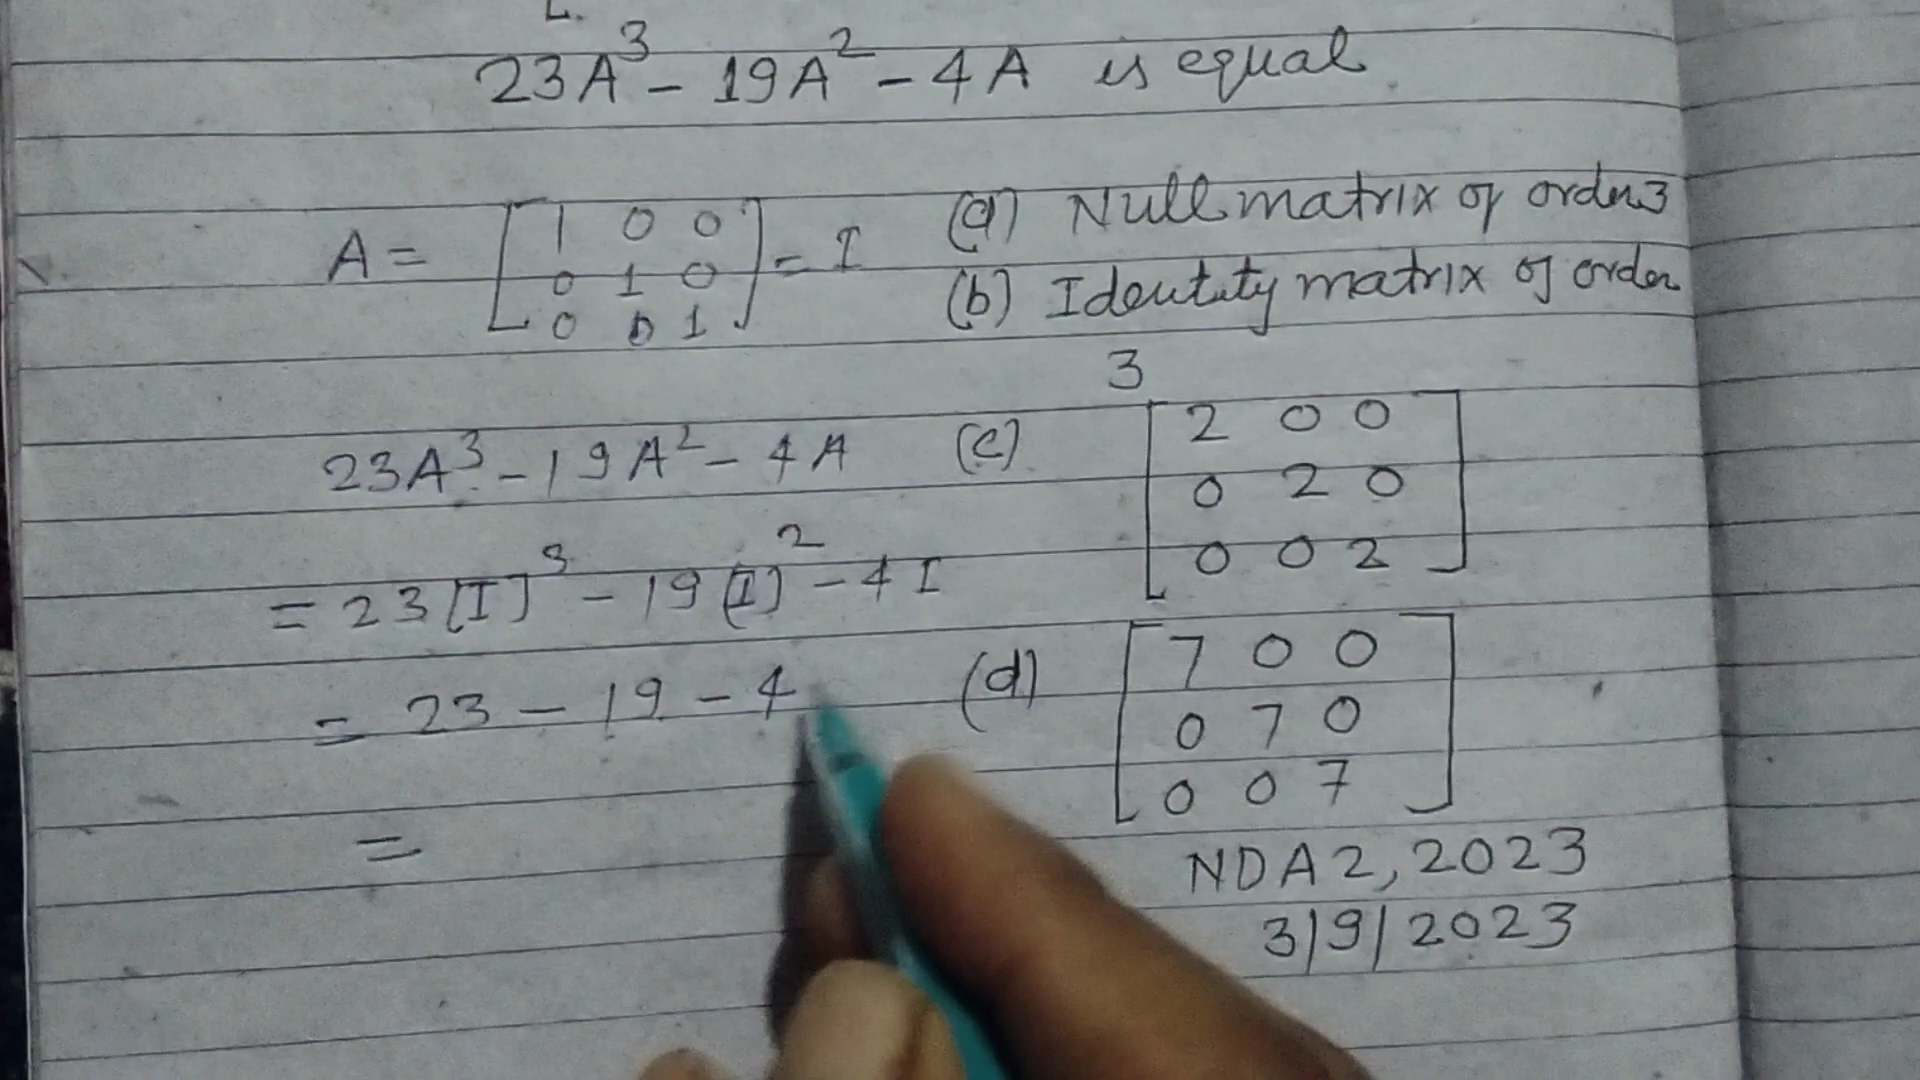 23A³ - 19A² - 4A is equal
A = [1 0 0
0 1 0
0 0 1] = I
(a) Null matrix of order 3
(b) Identity matrix of order
3
23A³ - 19A² - 4A
(c) [2 0 0
0 2 0
0 0 2]
= 23[I]³ - 19[I]² - 4I
= 23 - 19 - 4
(d) [7 0 0
0 7 0
0 0 7]
=
NDA2, 2023
3/9/2023